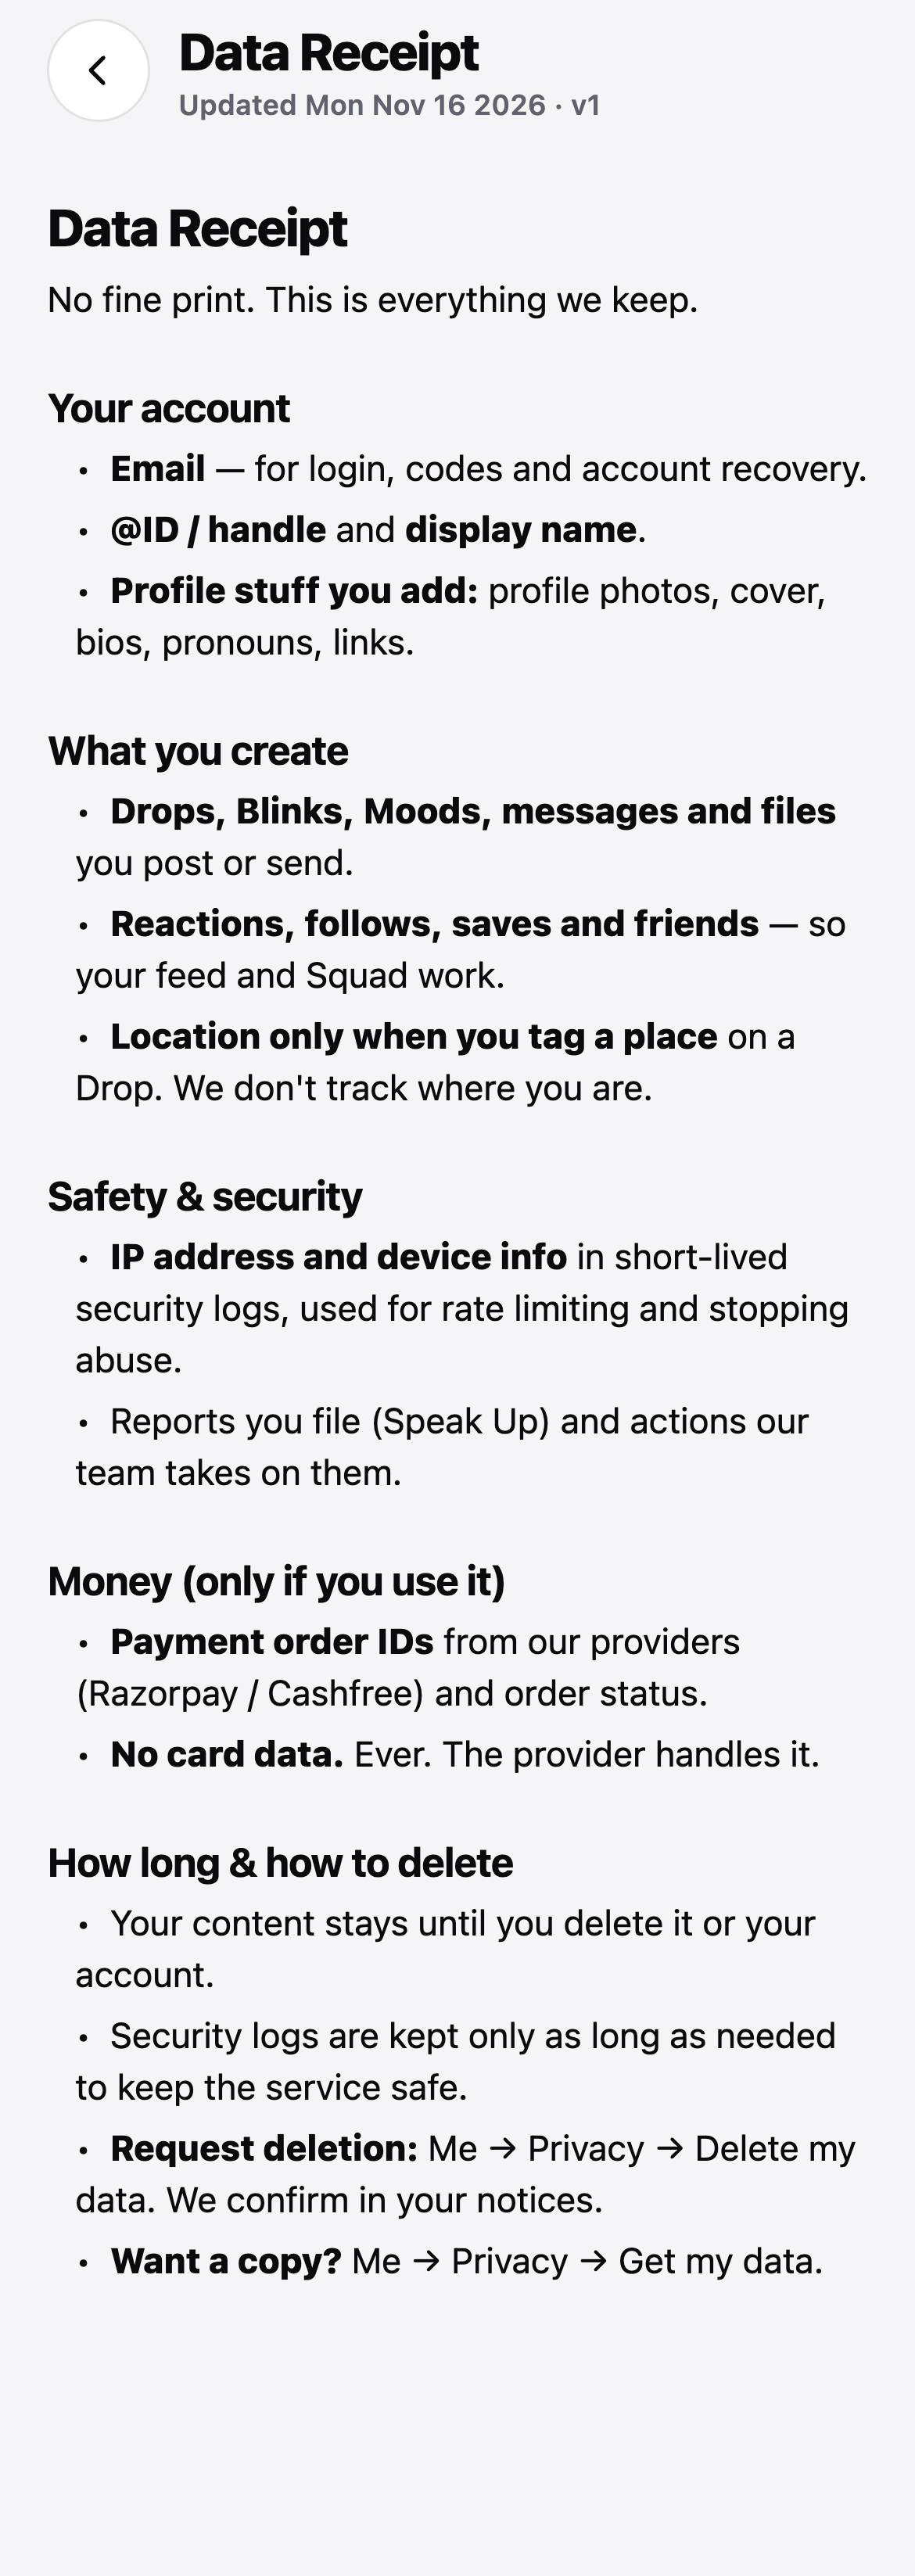 Data Receipt
Updated Mon Nov 16 2026 · v1
Data Receipt
No fine print. This is everything we keep.
Your account
• Email — for login, codes and account recovery.
• @ID / handle and display name.
• Profile stuff you add: profile photos, cover,
bios, pronouns, links.
What you create
• Drops, Blinks, Moods, messages and files
you post or send.
• Reactions, follows, saves and friends — so
your feed and Squad work.
• Location only when you tag a place on a
Drop. We don't track where you are.
Safety & security
• IP address and device info in short-lived
security logs, used for rate limiting and stopping
abuse.
• Reports you file (Speak Up) and actions our
team takes on them.
Money (only if you use it)
• Payment order IDs from our providers
(Razorpay / Cashfree) and order status.
• No card data. Ever. The provider handles it.
How long & how to delete
• Your content stays until you delete it or your
account.
• Security logs are kept only as long as needed
to keep the service safe.
• Request deletion: Me → Privacy → Delete my
data. We confirm in your notices.
• Want a copy? Me → Privacy → Get my data.